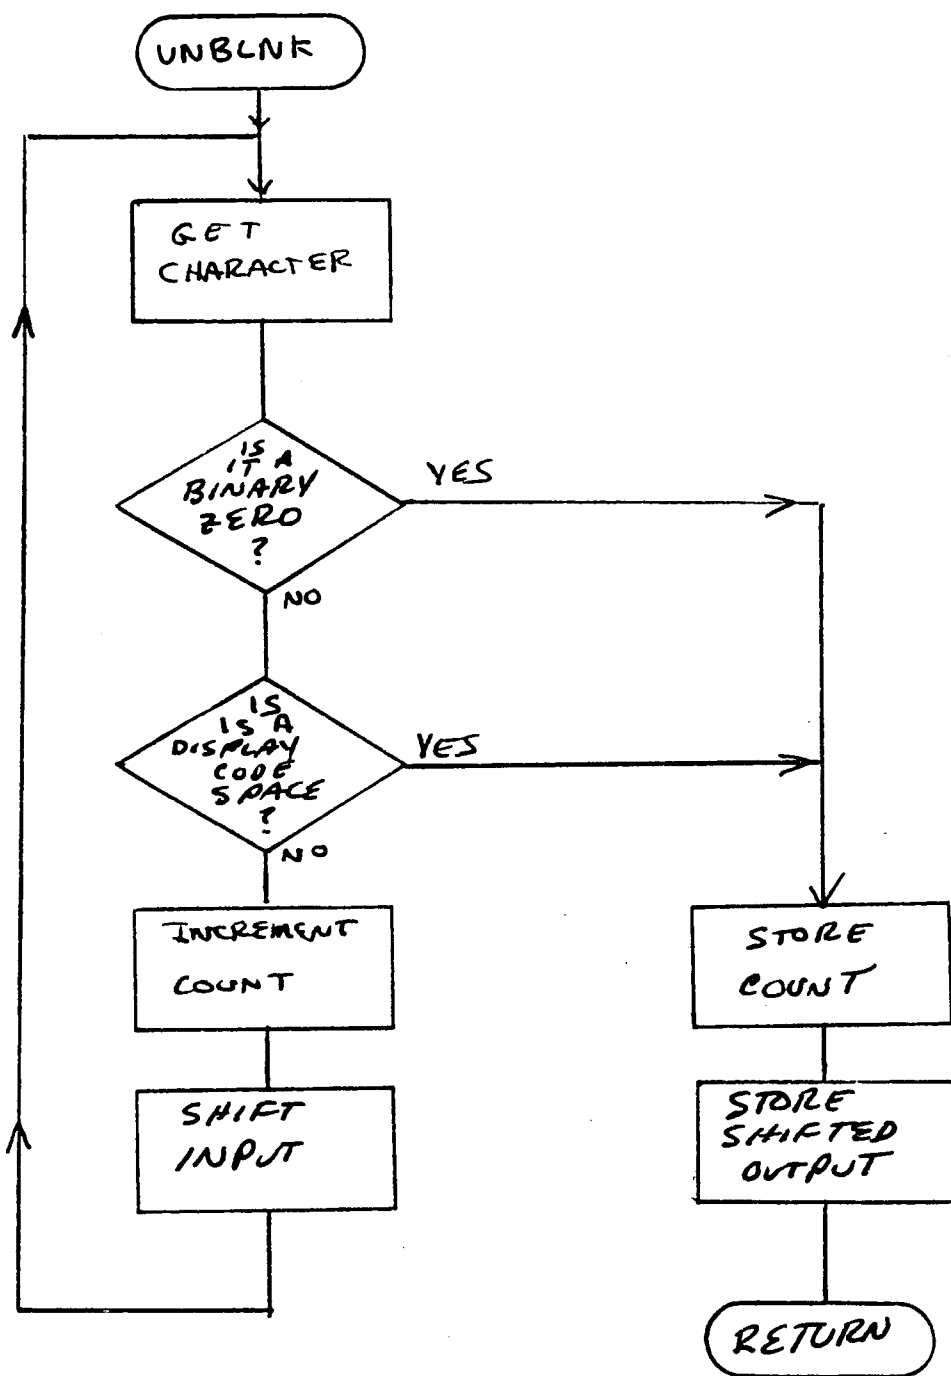 UNBLNK
GET
CHARACTER
IS
IT A
BINARY
ZERO
?
YES
NO
IS
IS A
DISPLAY
CODE
SPACE
?
YES
NO
INCREMENT
COUNT
SHIFT
INPUT
STORE
COUNT
STORE
SHIFTED
OUTPUT
RETURN